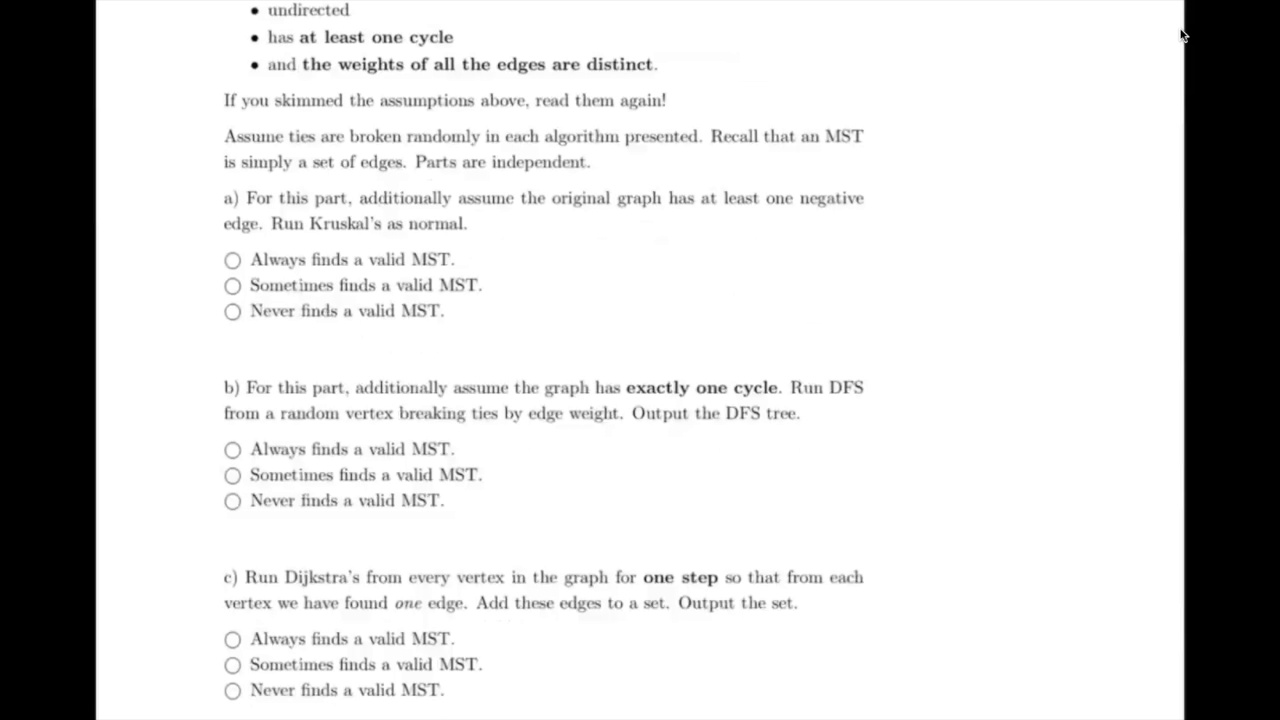 • undirected
• has at least one cycle
• and the weights of all the edges are distinct.
If you skimmed the assumptions above, read them again!
Assume ties are broken randomly in each algorithm presented. Recall that an MST
is simply a set of edges. Parts are independent.
a) For this part, additionally assume the original graph has at least one negative
edge. Run Kruskal's as normal.
○ Always finds a valid MST.
○ Sometimes finds a valid MST.
○ Never finds a valid MST.
b) For this part, additionally assume the graph has exactly one cycle. Run DFS
from a random vertex breaking ties by edge weight. Output the DFS tree.
○ Always finds a valid MST.
○ Sometimes finds a valid MST.
○ Never finds a valid MST.
c) Run Dijkstra's from every vertex in the graph for one step so that from each
vertex we have found one edge. Add these edges to a set. Output the set.
○ Always finds a valid MST.
○ Sometimes finds a valid MST.
○ Never finds a valid MST.